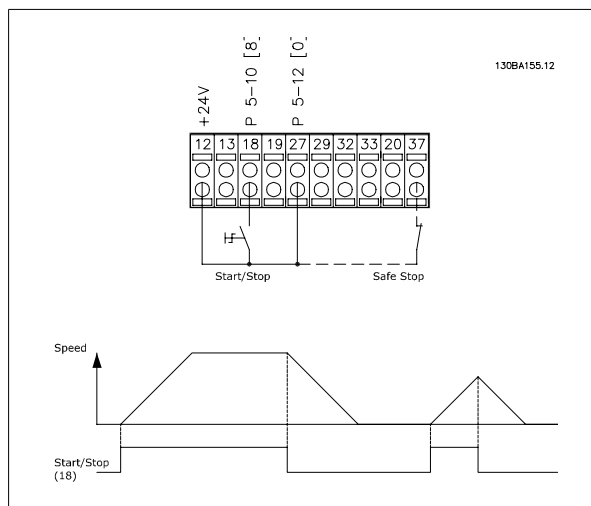 130BA155.12
+24V
P 5-10 [8]
P 5-12 [0]
12 13 18 19 27 29 32 33 20 37
Start/Stop
Safe Stop
Speed
Start/Stop
(18)